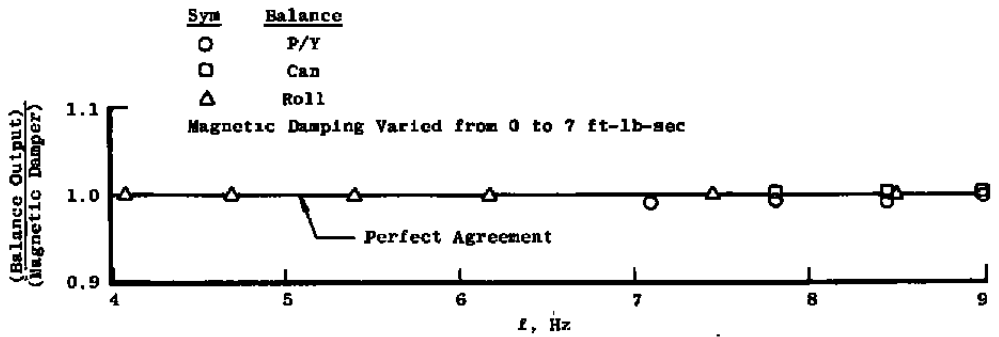 Sym Balance
P/Y
Can
Roll
Magnetic Damping Varied from 0 to 7 ft-lb-sec
(Balance Output)
(Magnetic Damper)
1.1
1.0
0.9
Perfect Agreement
4 5 6 7 8 9
f, Hz